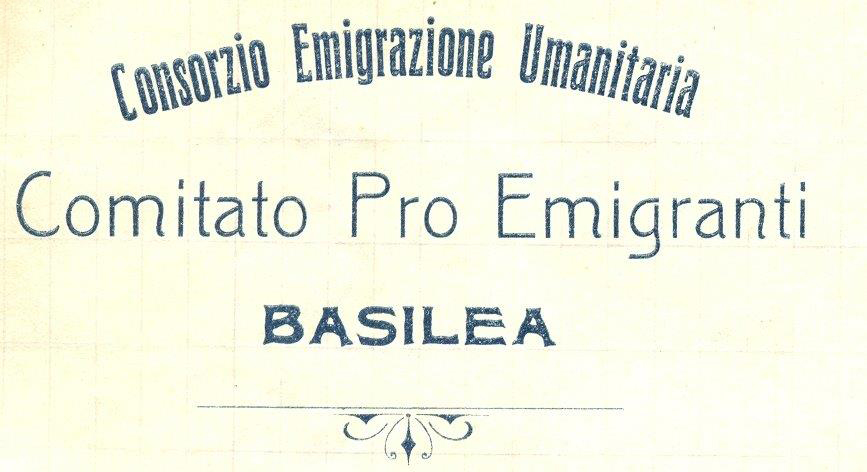 Consorzio Emigrazione Umanitaria
Comitato Pro Emigranti
BASILEA